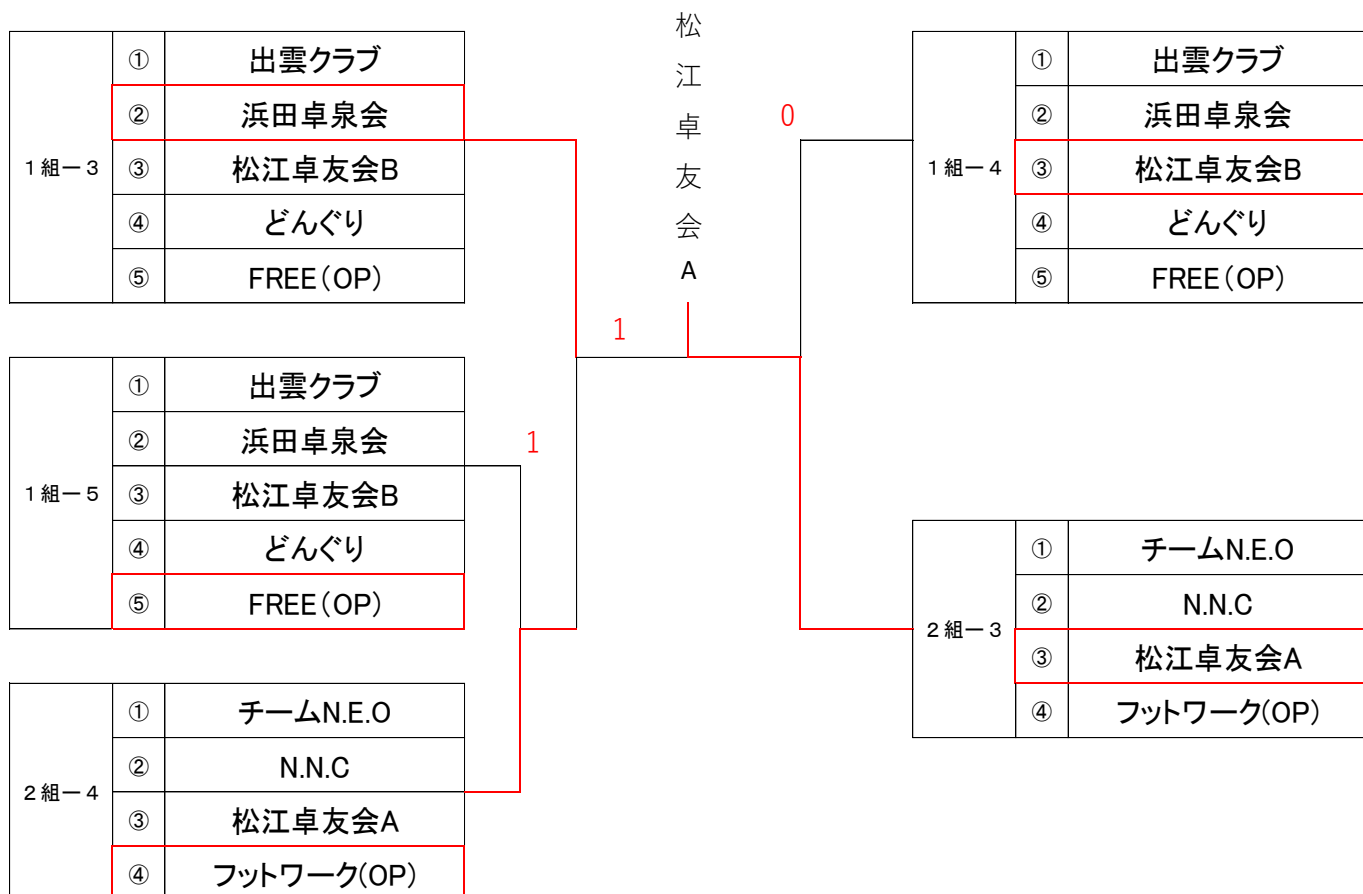 松江卓友会A
1組ー3
① 出雲クラブ
② 浜田卓泉会
③ 松江卓友会B
④ どんぐり
⑤ FREE(OP)
1組ー5
① 出雲クラブ
② 浜田卓泉会
③ 松江卓友会B
④ どんぐり
⑤ FREE(OP)
2組ー4
① チームN.E.O
② N.N.C
③ 松江卓友会A
④ フットワーク(OP)
1
1
0
1組ー4
① 出雲クラブ
② 浜田卓泉会
③ 松江卓友会B
④ どんぐり
⑤ FREE(OP)
2組ー3
① チームN.E.O
② N.N.C
③ 松江卓友会A
④ フットワーク(OP)